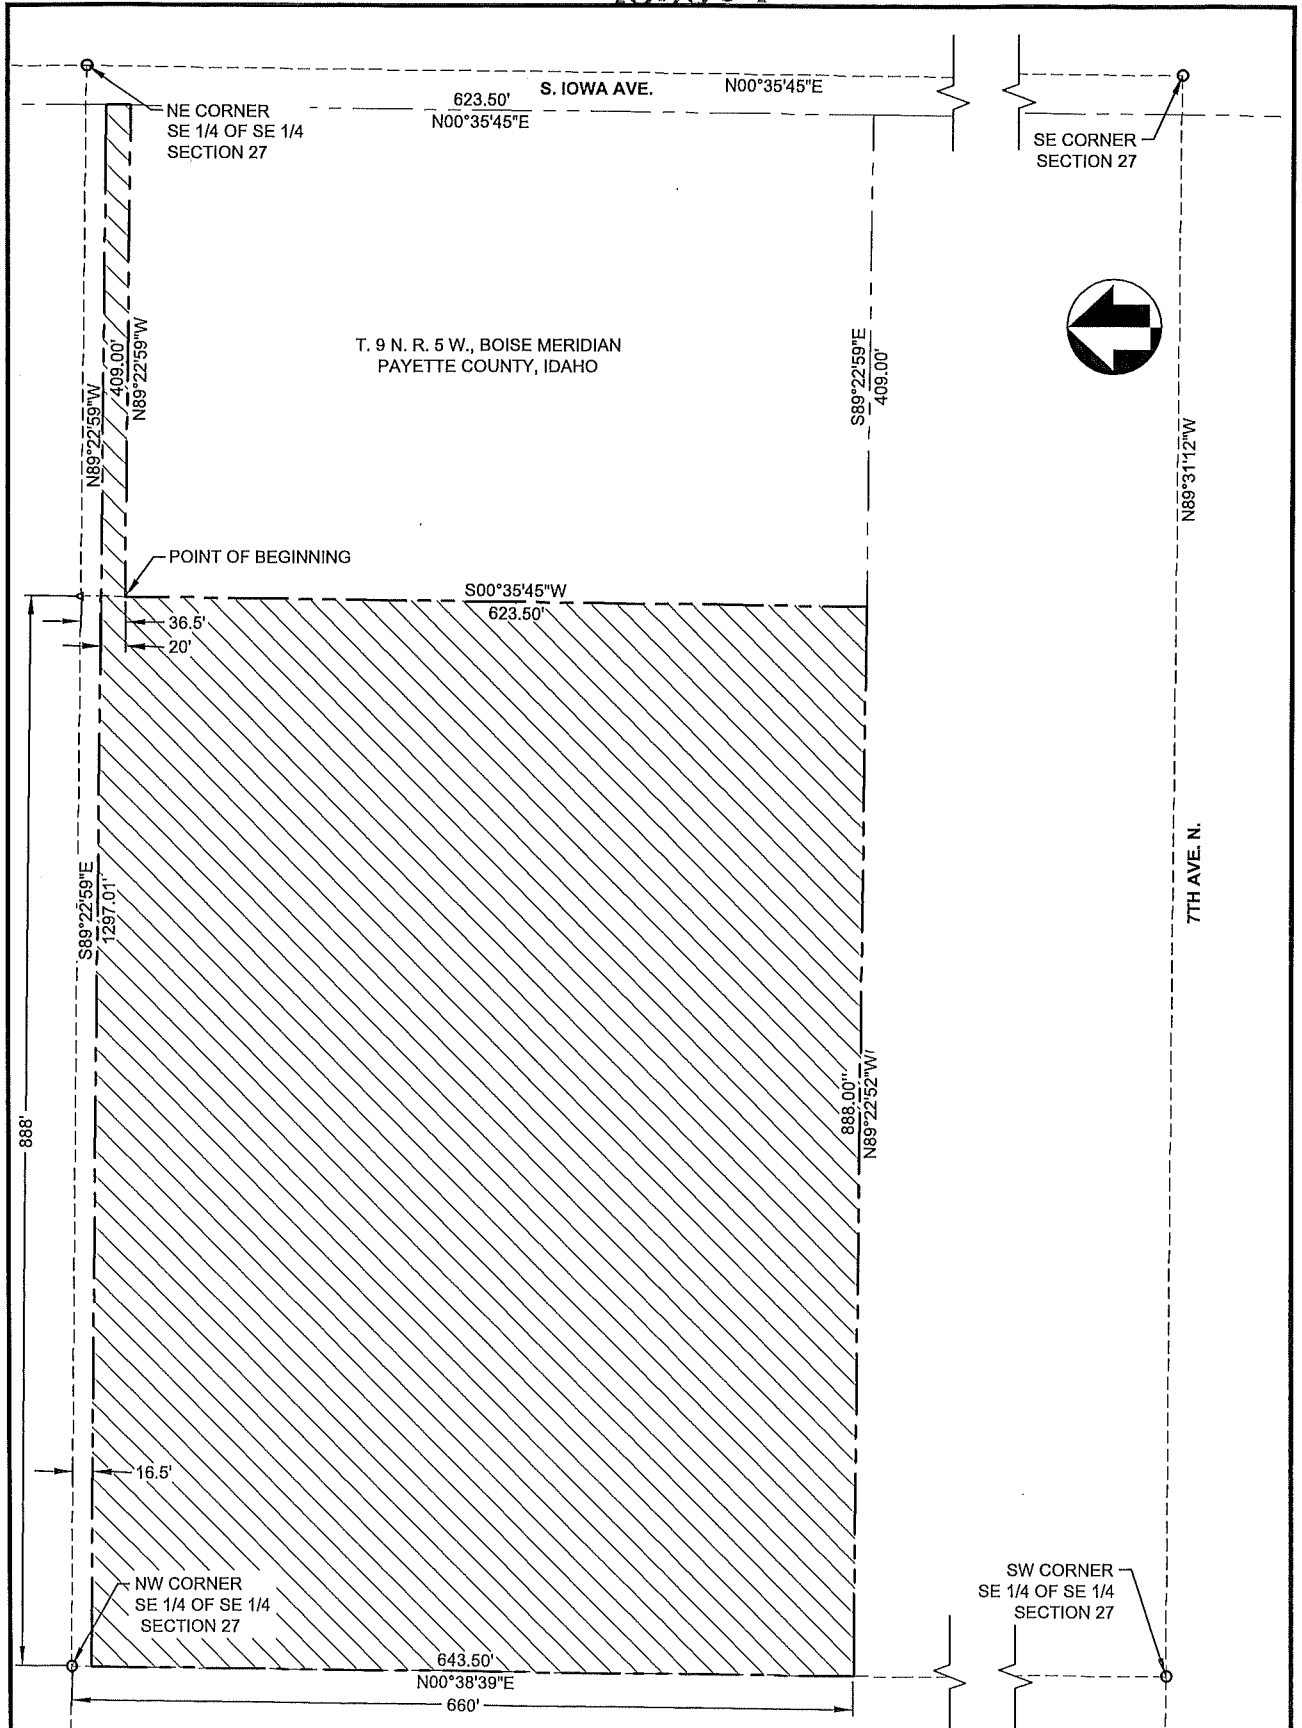 S. IOWA AVE.
N00°35'45"E
623.50'
N00°35'45"E
NE CORNER
SE 1/4 OF SE 1/4
SECTION 27
SE CORNER
SECTION 27
T. 9 N. R. 5 W., BOISE MERIDIAN
PAYETTE COUNTY, IDAHO
N89°22'59"W
409.00'
N89°22'59"W
S89°22'59"E
409.00'
N89°31'12"W
POINT OF BEGINNING
S00°35'45"W
623.50'
36.5'
20'
S89°22'59"E
1297.01'
7TH AVE. N.
888'
888.00'
N89°22'52"W
16.5'
NW CORNER
SE 1/4 OF SE 1/4
SECTION 27
SW CORNER
SE 1/4 OF SE 1/4
SECTION 27
643.50'
N00°38'39"E
660'